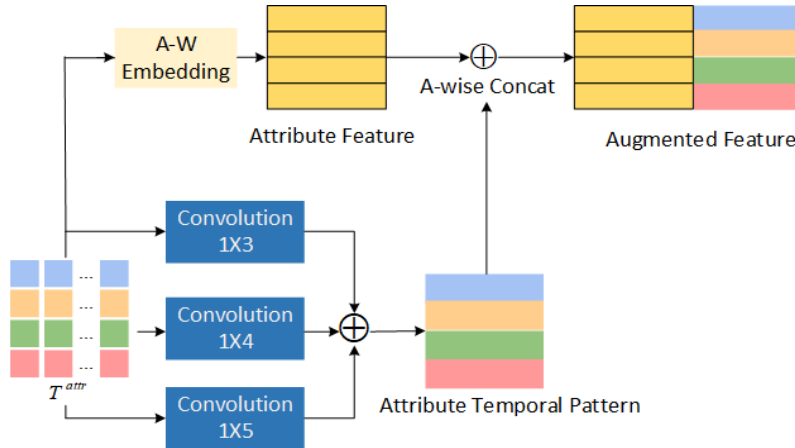 A-W
Embedding
A-wise Concat
Attribute Feature
Augmented Feature
Convolution
1X3
...
...
Convolution
1X4
...
...
T^attr
Attribute Temporal Pattern
Convolution
1X5